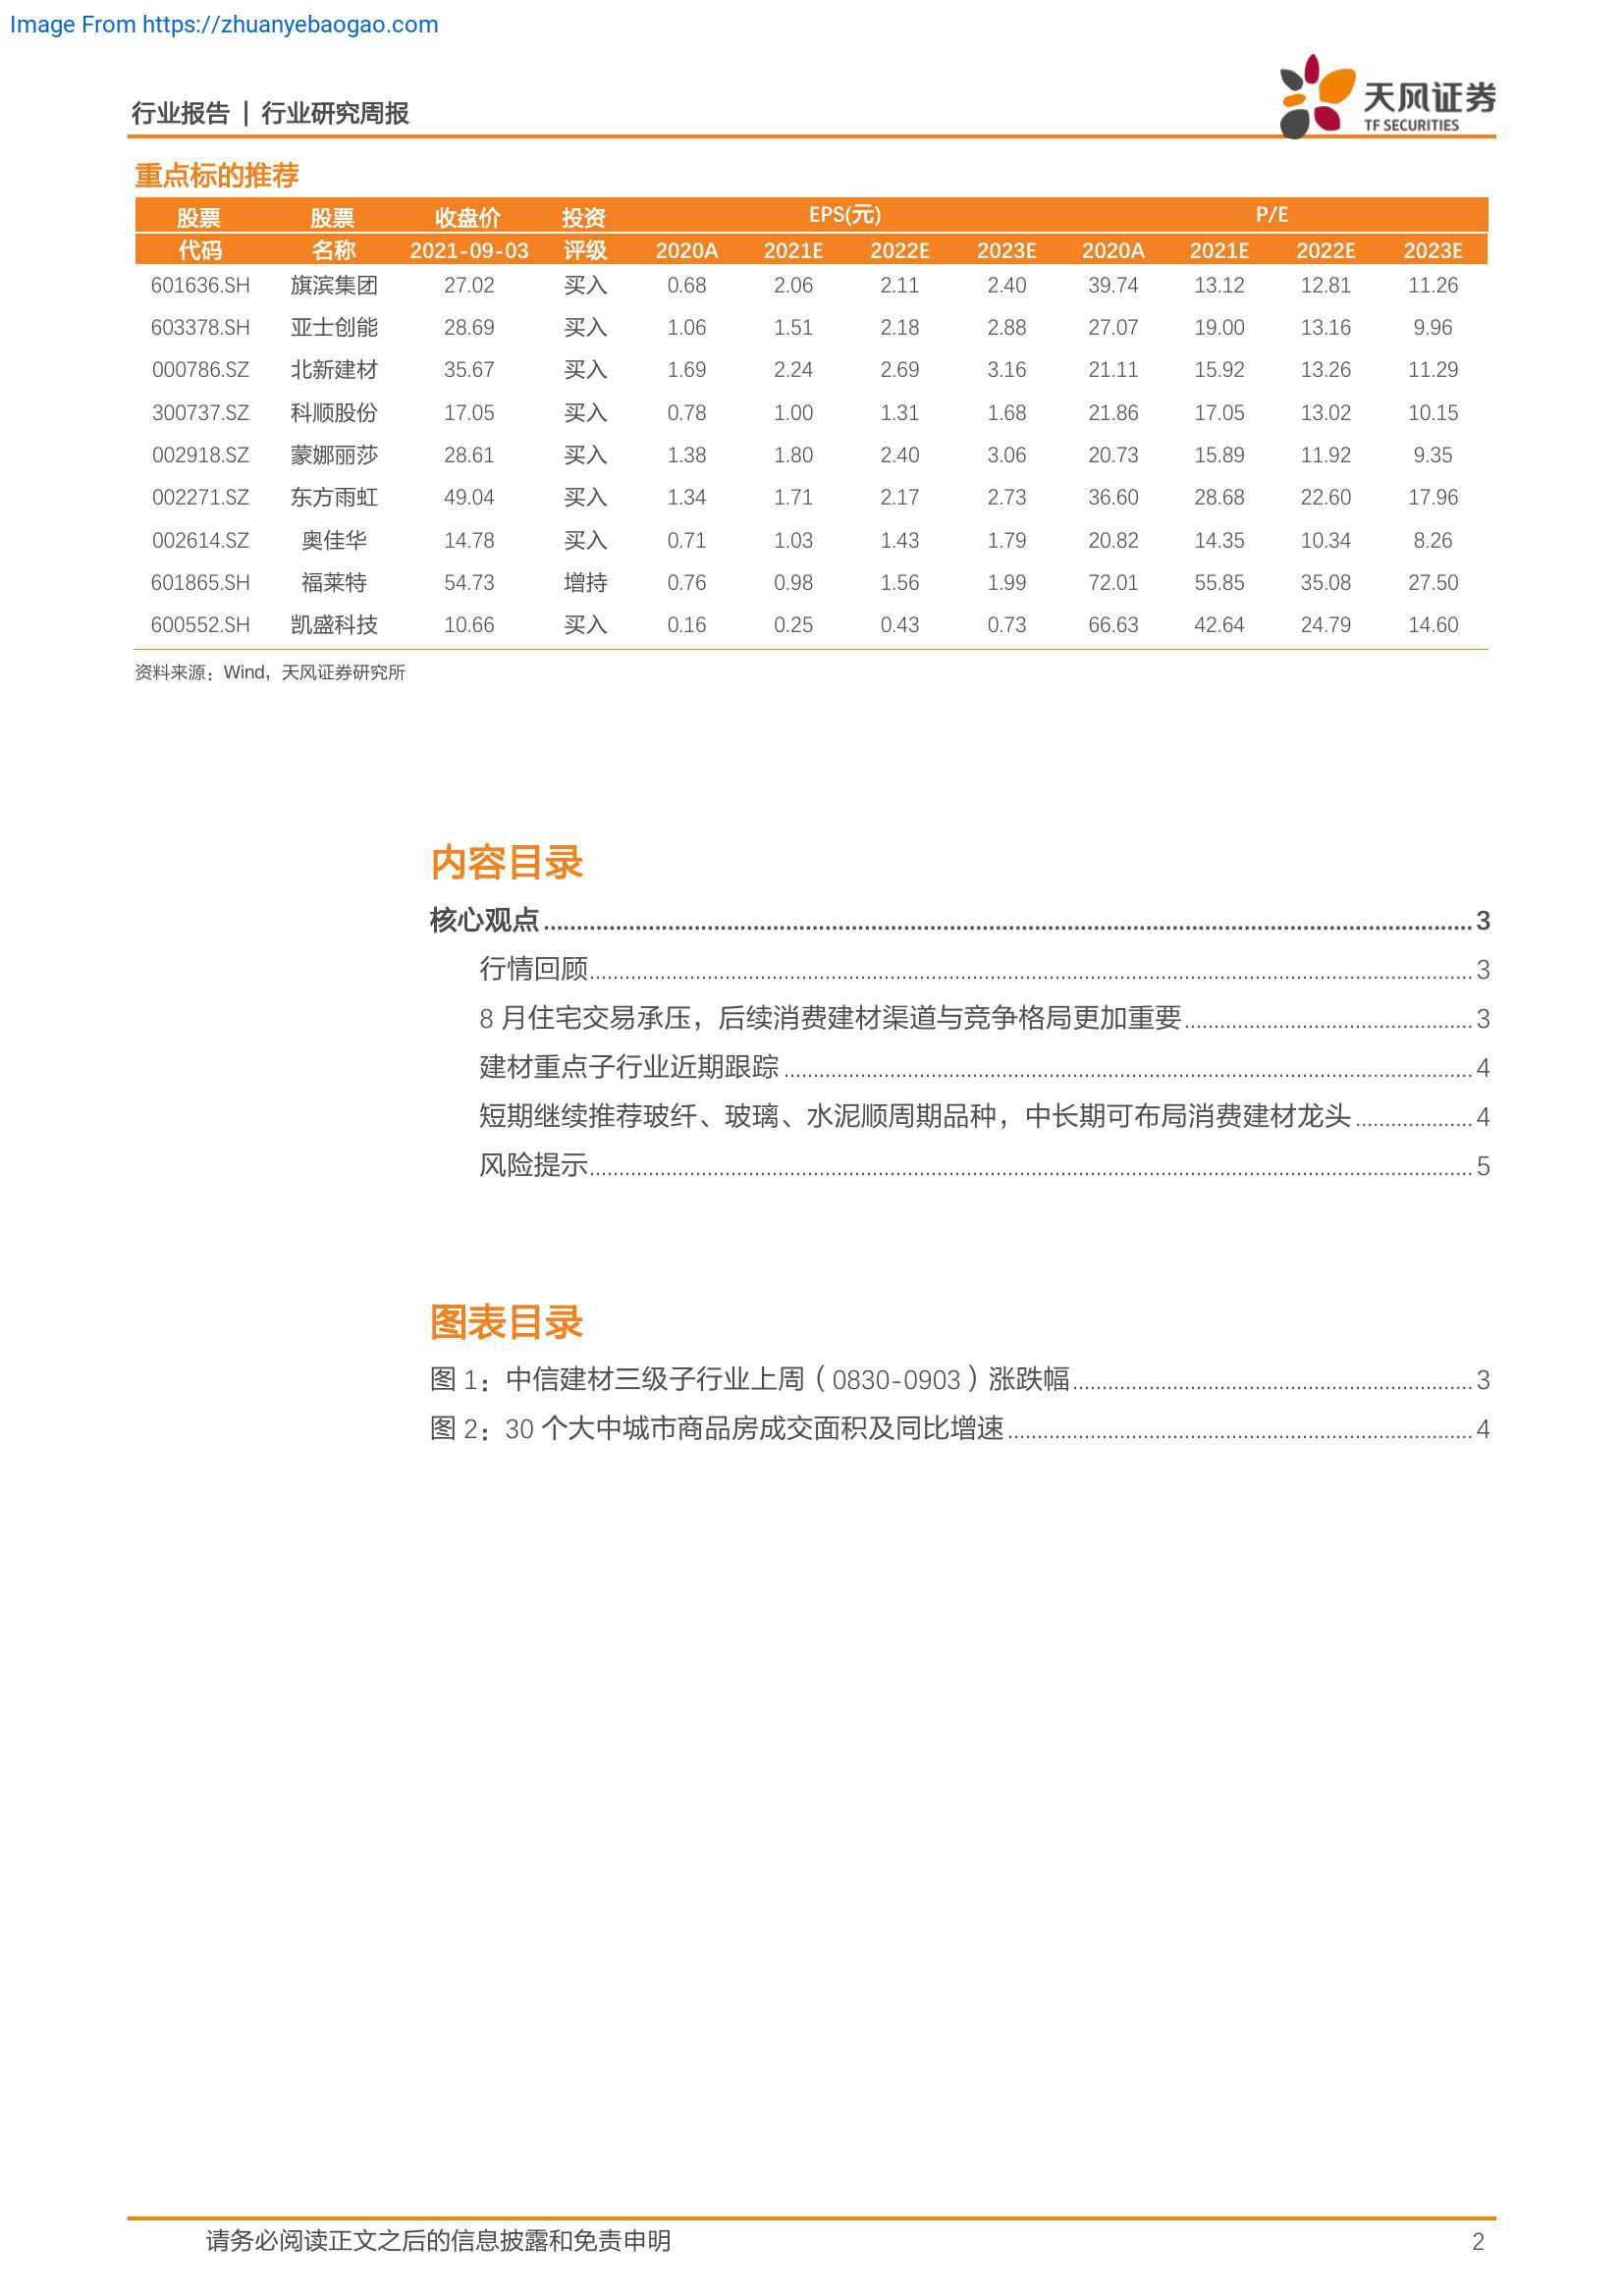 Image From https://zhuanyebaogao.com
行业报告 | 行业研究周报
天风证券
TF SECURITIES
重点标的推荐
股票 股票 收盘价 投资 EPS(元) P/E
代码 名称 2021-09-03 评级 2020A 2021E 2022E 2023E 2020A 2021E 2022E 2023E
601636.SH 旗滨集团 27.02 买入 0.68 2.06 2.11 2.40 39.74 13.12 12.81 11.26
603378.SH 亚士创能 28.69 买入 1.06 1.51 2.18 2.88 27.07 19.00 13.16 9.96
000786.SZ 北新建材 35.67 买入 1.69 2.24 2.69 3.16 21.11 15.92 13.26 11.29
300737.SZ 科顺股份 17.05 买入 0.78 1.00 1.31 1.68 21.86 17.05 13.02 10.15
002918.SZ 蒙娜丽莎 28.61 买入 1.38 1.80 2.40 3.06 20.73 15.89 11.92 9.35
002271.SZ 东方雨虹 49.04 买入 1.34 1.71 2.17 2.73 36.60 28.68 22.60 17.96
002614.SZ 奥佳华 14.78 买入 0.71 1.03 1.43 1.79 20.82 14.35 10.34 8.26
601865.SH 福莱特 54.73 增持 0.76 0.98 1.56 1.99 72.01 55.85 35.08 27.50
600552.SH 凯盛科技 10.66 买入 0.16 0.25 0.43 0.73 66.63 42.64 24.79 14.60
资料来源：Wind，天风证券研究所
内容目录
核心观点 3
行情回顾 3
8 月住宅交易承压，后续消费建材渠道与竞争格局更加重要 3
建材重点子行业近期跟踪 4
短期继续推荐玻纤、玻璃、水泥顺周期品种，中长期可布局消费建材龙头 4
风险提示 5
图表目录
图 1：中信建材三级子行业上周（0830-0903）涨跌幅 3
图 2：30 个大中城市商品房成交面积及同比增速 4
请务必阅读正文之后的信息披露和免责申明 2